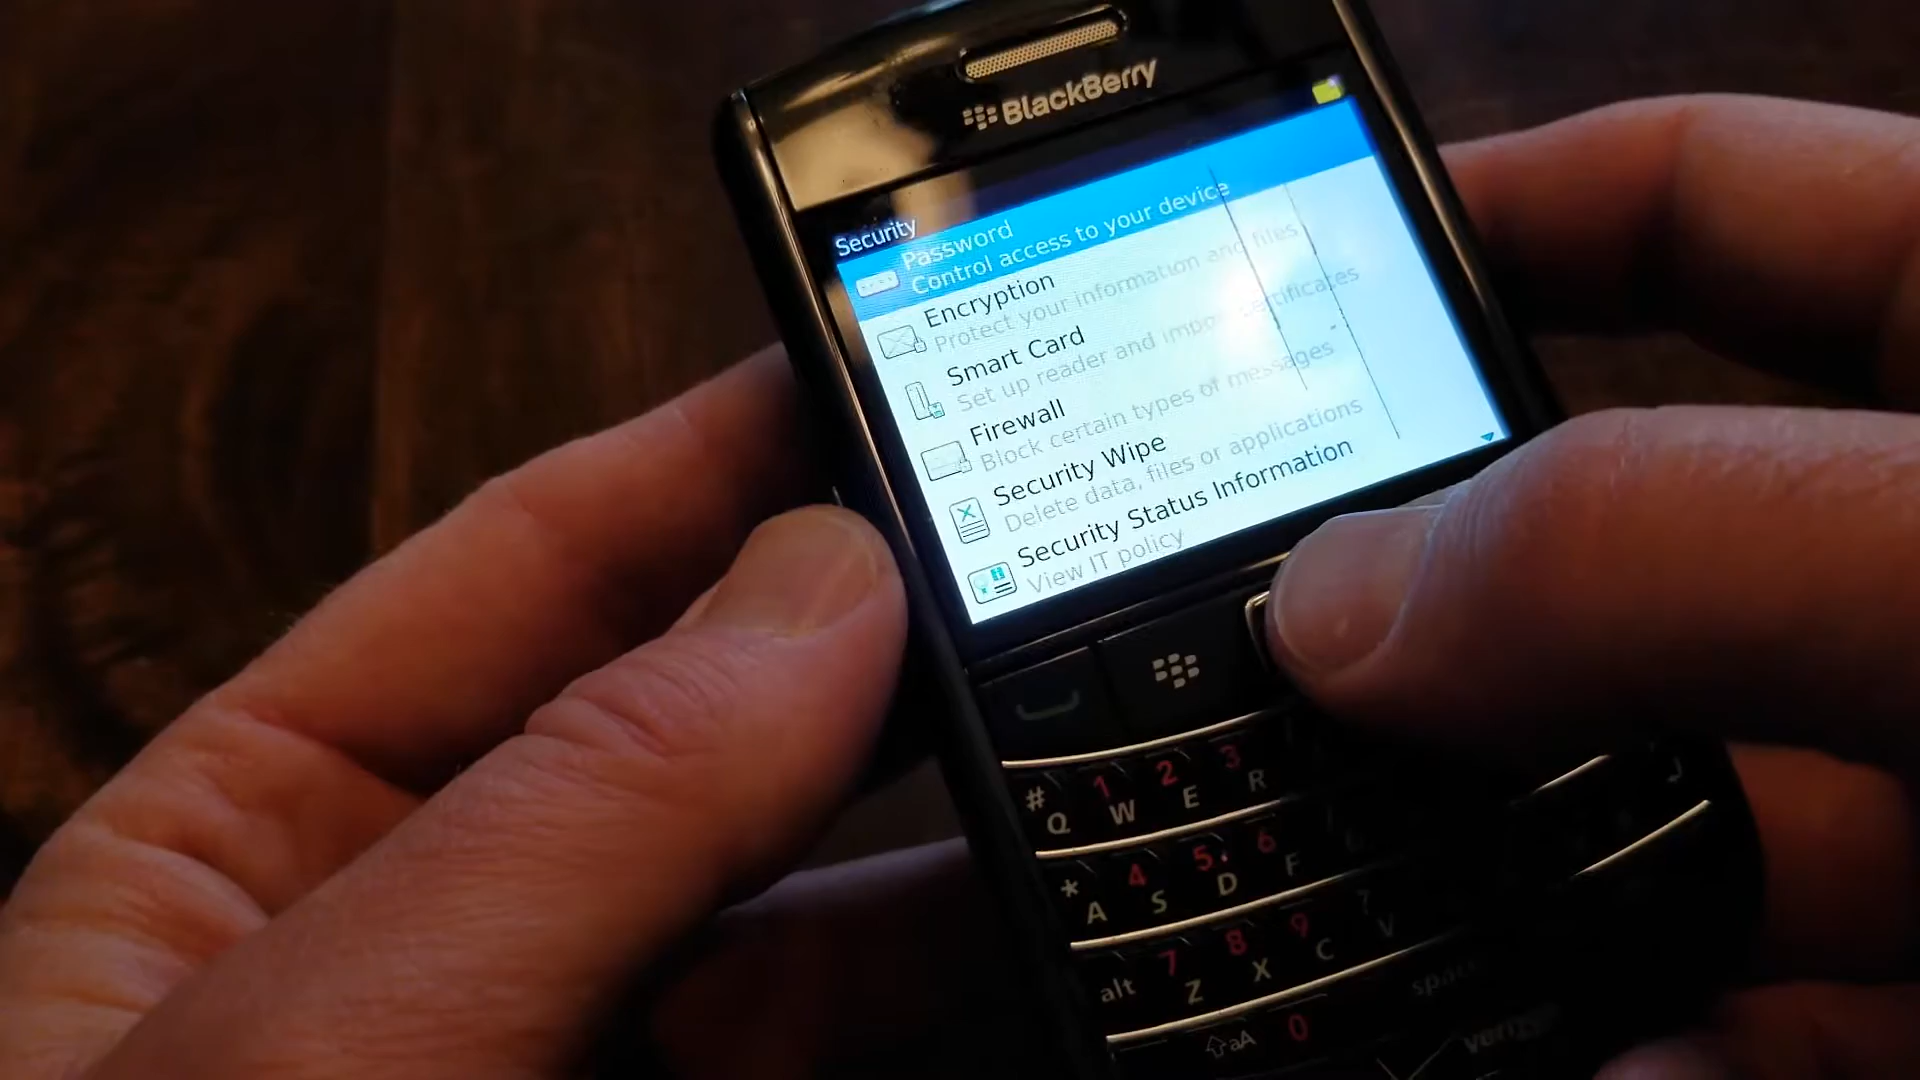 BlackBerry
Security
Password
Control access to your device
Encryption
Protect your information and files
Smart Card
Set up reader and import certificates
Firewall
Block certain types of messages
Security Wipe
Delete data, files or applications
Security Status Information
View IT policy
# 1 2 3
Q W E R
* 4 5 6
A S D F
alt 7 8 9 ?
Z X C V
aA 0 space
verizon